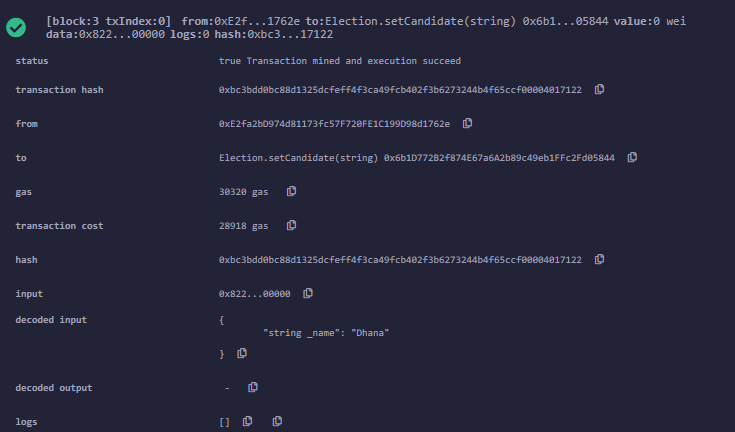 [block:3 txIndex:0] from:0xE2f...1762e to:Election.setCandidate(string) 0x6b1...05844 value:0 wei
data:0x822...00000 logs:0 hash:0xbc3...17122
status true Transaction mined and execution succeed
transaction hash 0xbc3bdd0bc88d1325dcfeff4f3ca49fcb402f3b6273244b4f65ccf00004017122
from 0xE2fa2bD974d81173fc57F720FE1C199D98d1762e
to Election.setCandidate(string) 0x6b1D772B2f874E67a6A2b89c49eb1FFc2Fd05844
gas 30320 gas
transaction cost 28918 gas
hash 0xbc3bdd0bc88d1325dcfeff4f3ca49fcb402f3b6273244b4f65ccf00004017122
input 0x822...00000
decoded input {
"string _name": "Dhana"
}
decoded output -
logs []